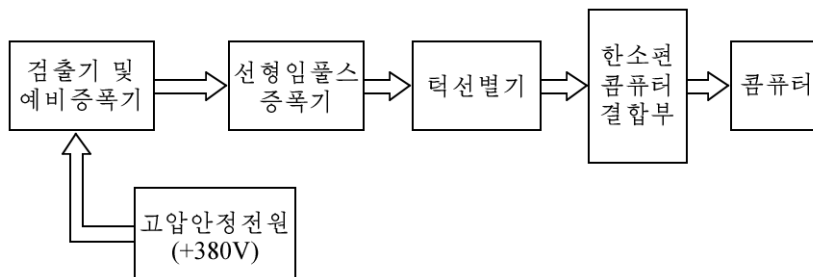 검출기 및
예비증폭기
선형임풀스
증폭기
턱선별기
한소편
콤퓨터
결합부
콤퓨터
고압안정전원
(+380V)